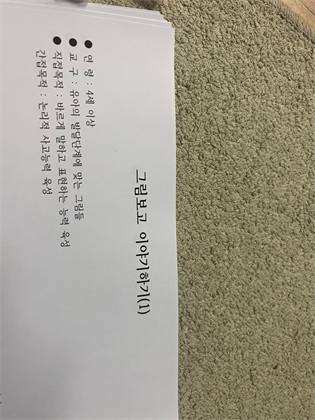 그림보고 이야기하기(1)
● 연 령 : 4세 이상
● 교 구 : 유아의 발달단계에 맞는 그림들
● 직접목적 : 바르게 말하고 표현하는 능력 육성
● 간접목적 : 논리적 사고능력 육성